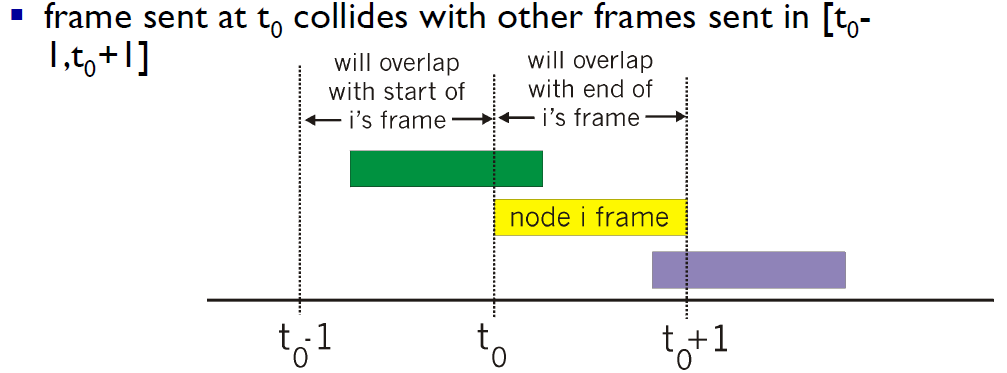 ▪ frame sent at t₀ collides with other frames sent in [t₀-
1,t₀+1]
will overlap
with start of
i's frame
will overlap
with end of
i's frame
node i frame
t₀-1
t₀
t₀+1